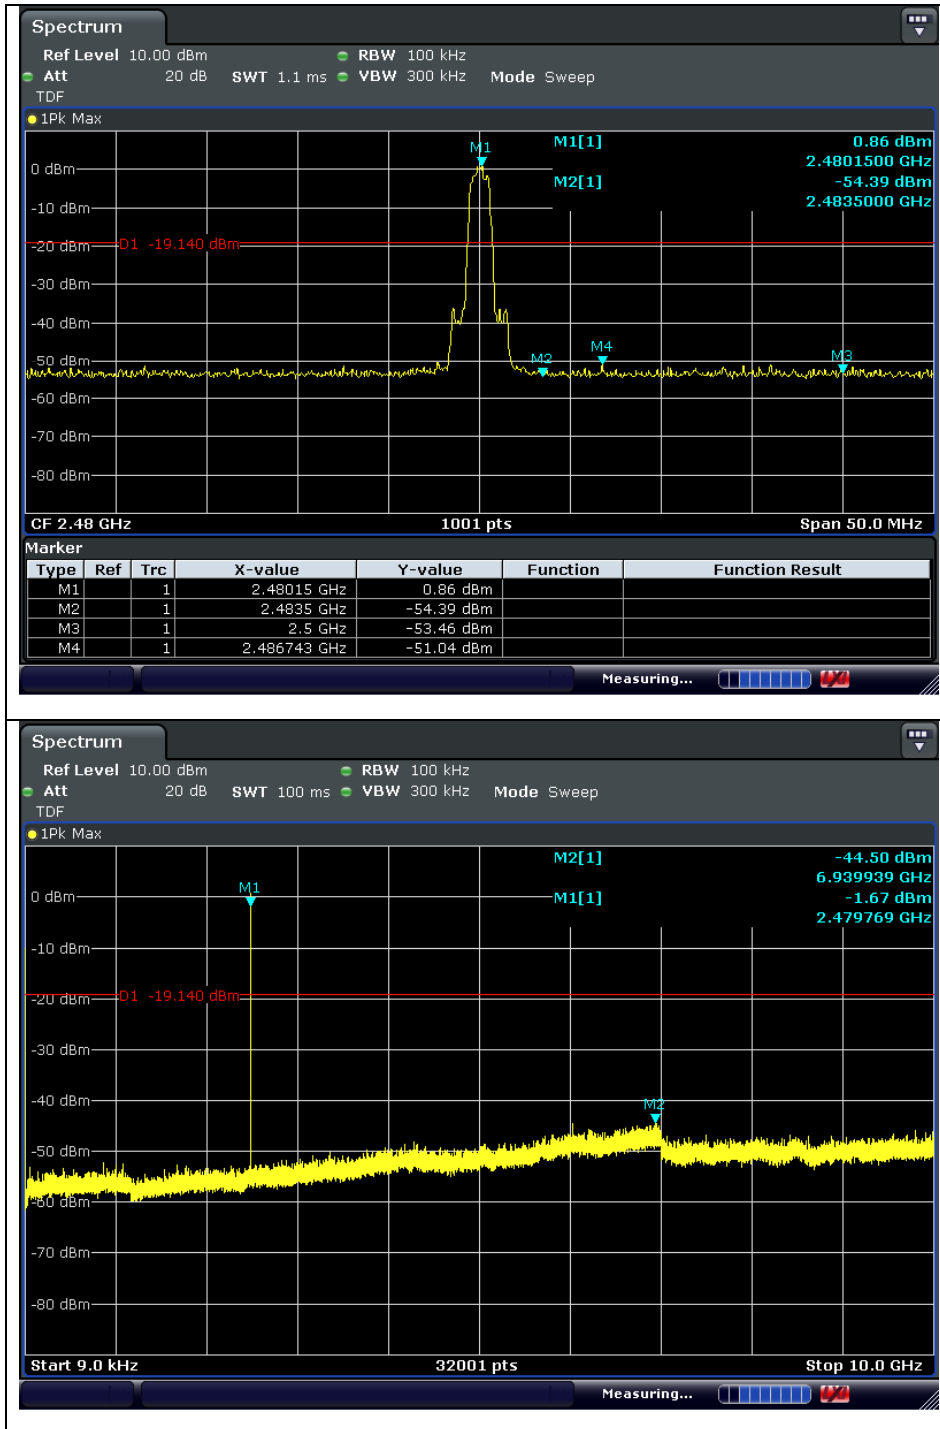 Spectrum
Ref Level 10.00 dBm RBW 100 kHz
Att 20 dB SWT 1.1 ms VBW 300 kHz Mode Sweep
TDF
1Pk Max
M1[1] 0.86 dBm
2.4801500 GHz
M2[1] -54.39 dBm
2.4835000 GHz
M1
0 dBm
-10 dBm
-20 dBm D1 -19.140 dBm
-30 dBm
-40 dBm
-50 dBm M2 M4 M3
-60 dBm
-70 dBm
-80 dBm
CF 2.48 GHz 1001 pts Span 50.0 MHz
Marker
Type Ref Trc X-value Y-value Function Function Result
M1 1 2.48015 GHz 0.86 dBm
M2 1 2.4835 GHz -54.39 dBm
M3 1 2.5 GHz -53.46 dBm
M4 1 2.486743 GHz -51.04 dBm
Measuring...
Spectrum
Ref Level 10.00 dBm RBW 100 kHz
Att 20 dB SWT 100 ms VBW 300 kHz Mode Sweep
TDF
1Pk Max
M2[1] -44.50 dBm
6.939939 GHz
M1[1] -1.67 dBm
2.479769 GHz
M1
0 dBm
-10 dBm
-20 dBm D1 -19.140 dBm
-30 dBm
-40 dBm
M2
-50 dBm
-60 dBm
-70 dBm
-80 dBm
Start 9.0 kHz 32001 pts Stop 10.0 GHz
Measuring...